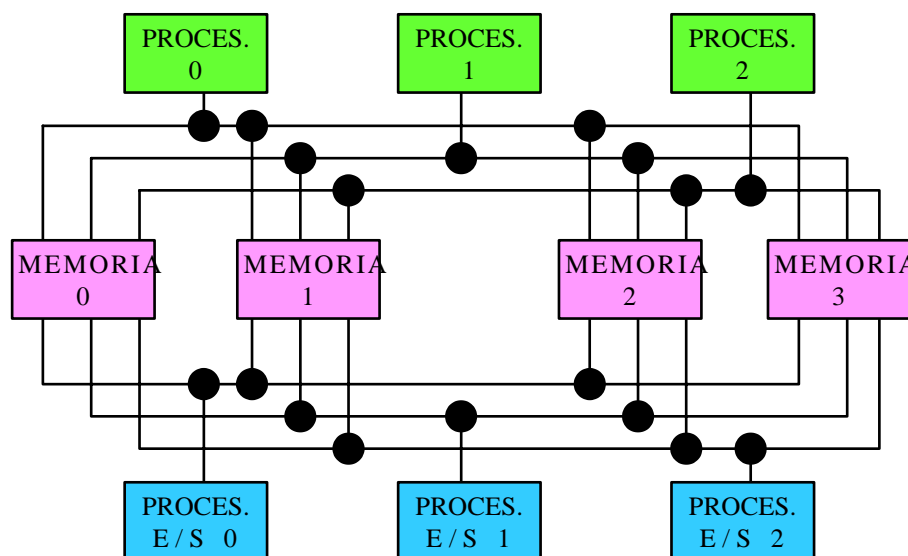 PROCES.
0
PROCES.
1
PROCES.
2
MEMORIA
0
MEMORIA
1
MEMORIA
2
MEMORIA
3
PROCES.
E/S 0
PROCES.
E/S 1
PROCES.
E/S 2